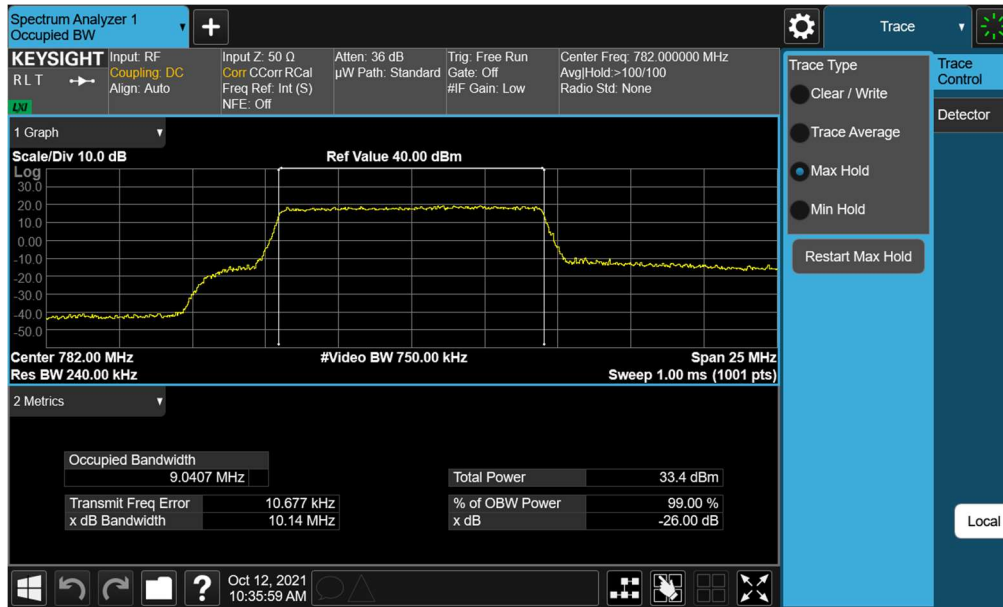 Spectrum Analyzer 1
Occupied BW
+
Trace
KEYSIGHT
R L T
LXI
Input: RF
Coupling: DC
Align: Auto
Input Z: 50 Ω
Corr CCorr RCal
Freq Ref: Int (S)
NFE: Off
Atten: 36 dB
µW Path: Standard
Trig: Free Run
Gate: Off
#IF Gain: Low
Center Freq: 782.000000 MHz
Avg|Hold:>100/100
Radio Std: None
Trace Type
Clear / Write
Trace Average
Max Hold
Min Hold
Restart Max Hold
Trace
Control
Detector
Local
1 Graph
Scale/Div 10.0 dB
Ref Value 40.00 dBm
Log
30.0
20.0
10.0
0.00
-10.0
-20.0
-30.0
-40.0
-50.0
Center 782.00 MHz
#Video BW 750.00 kHz
Span 25 MHz
Res BW 240.00 kHz
Sweep 1.00 ms (1001 pts)
2 Metrics
Occupied Bandwidth
9.0407 MHz
Total Power 33.4 dBm
Transmit Freq Error 10.677 kHz
% of OBW Power 99.00 %
x dB Bandwidth 10.14 MHz
x dB -26.00 dB
?
Oct 12, 2021
10:35:59 AM